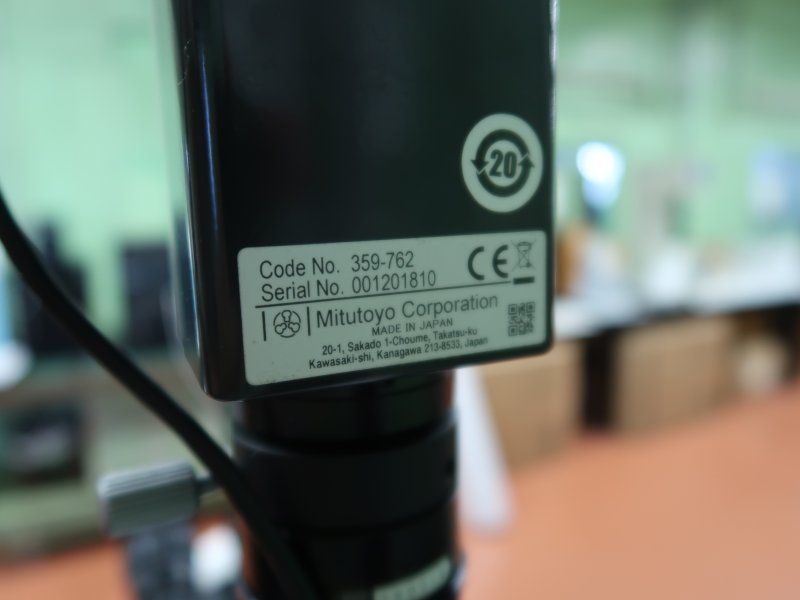 20
Code No. 359-762
Serial No. 001201810
Mitutoyo Corporation
MADE IN JAPAN
20-1, Sakado 1-Choume, Takatsu-ku
Kawasaki-shi, Kanagawa 213-8533, Japan
CE